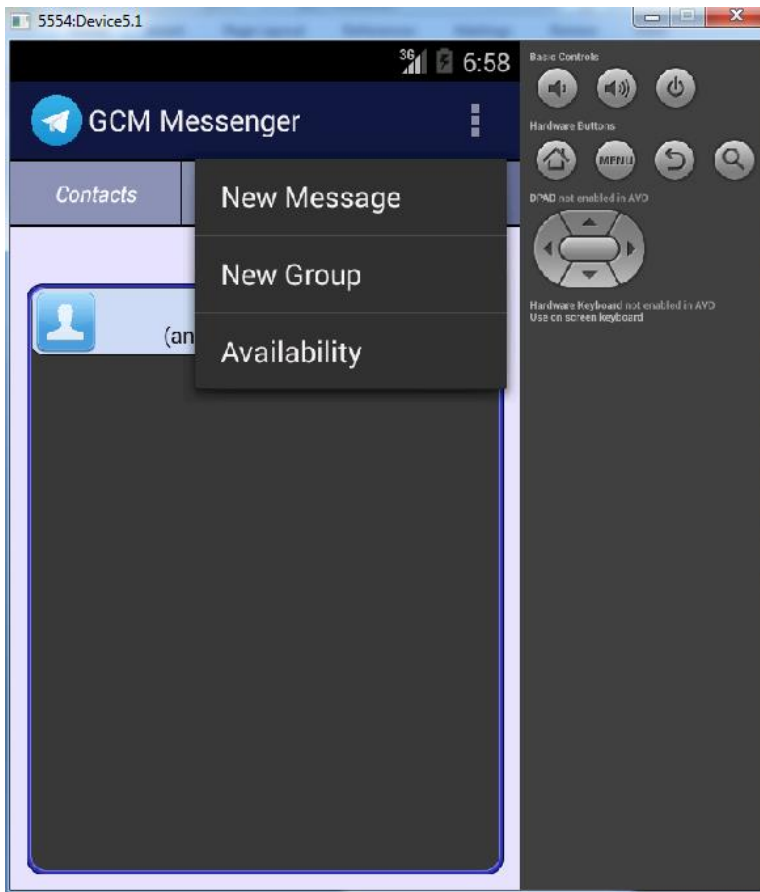 5554:Device5.1
3G 6:58
GCM Messenger
Contacts
New Message
New Group
Availability
(an
Basic Controls
Hardware Buttons
MENU
DPAD not enabled in AVD
Hardware Keyboard not enabled in AVD
Use on screen keyboard